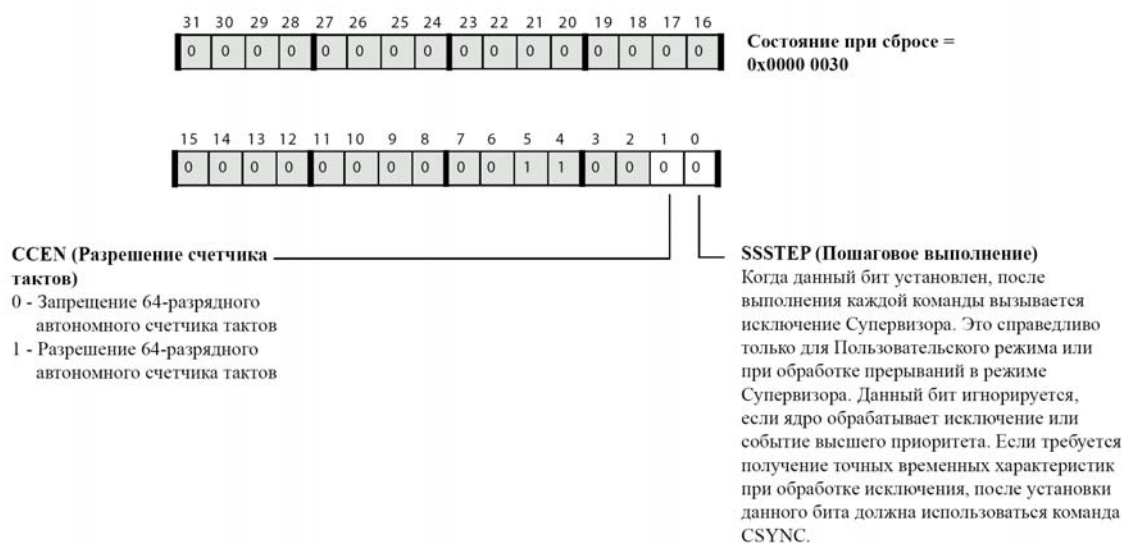 31 30 29 28 27 26 25 24 23 22 21 20 19 18 17 16
0 0 0 0 0 0 0 0 0 0 0 0 0 0 0 0
Состояние при сбросе =
0x0000 0030
15 14 13 12 11 10 9 8 7 6 5 4 3 2 1 0
0 0 0 0 0 0 0 0 0 0 1 1 0 0 0 0
CCEN (Разрешение счетчика
тактов)
0 - Запрещение 64-разрядного
автономного счетчика тактов
1 - Разрешение 64-разрядного
автономного счетчика тактов
SSSTEP (Пошаговое выполнение)
Когда данный бит установлен, после
выполнения каждой команды вызывается
исключение Супервизора. Это справедливо
только для Пользовательского режима или
при обработке прерываний в режиме
Супервизора. Данный бит игнорируется,
если ядро обрабатывает исключение или
событие высшего приоритета. Если требуется
получение точных временных характеристик
при обработке исключения, после установки
данного бита должна использоваться команда
CSYNC.